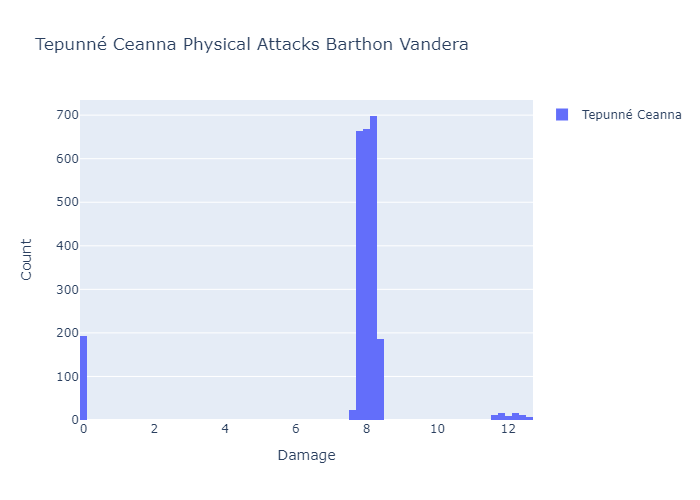 Tepunné Ceanna Physical Attacks Barthon Vandera
700
600
500
400
300
200
100
0
Count
0 2 4 6 8 10 12
Damage
Tepunné Ceanna